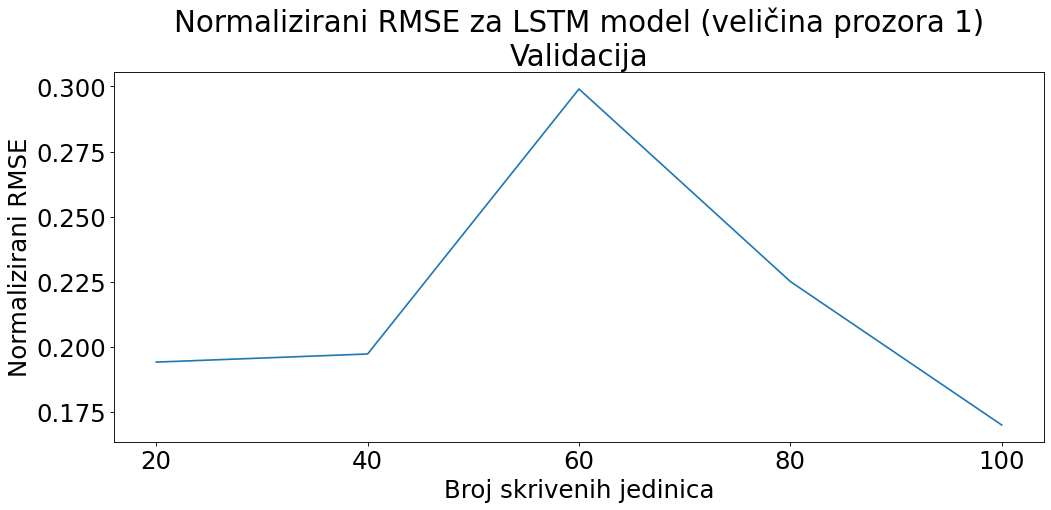 Normalizirani RMSE za LSTM model (veličina prozora 1)
Validacija
Normalizirani RMSE
0.300
0.275
0.250
0.225
0.200
0.175
20 40 60 80 100
Broj skrivenih jedinica